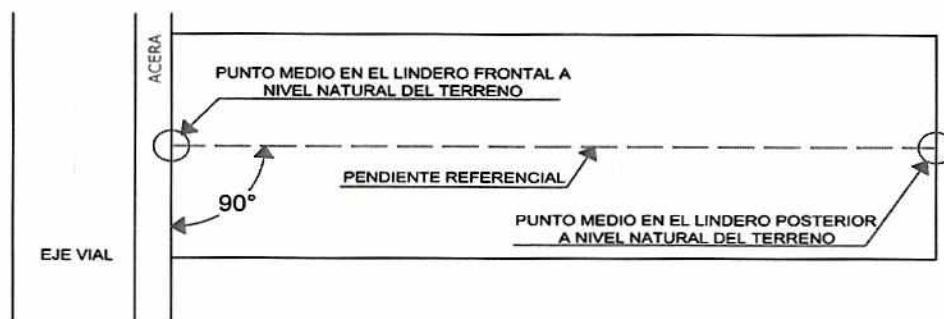 ACERA
PUNTO MEDIO EN EL LINDERO FRONTAL A
NIVEL NATURAL DEL TERRENO
PENDIENTE REFERENCIAL
90°
PUNTO MEDIO EN EL LINDERO POSTERIOR
A NIVEL NATURAL DEL TERRENO
EJE VIAL